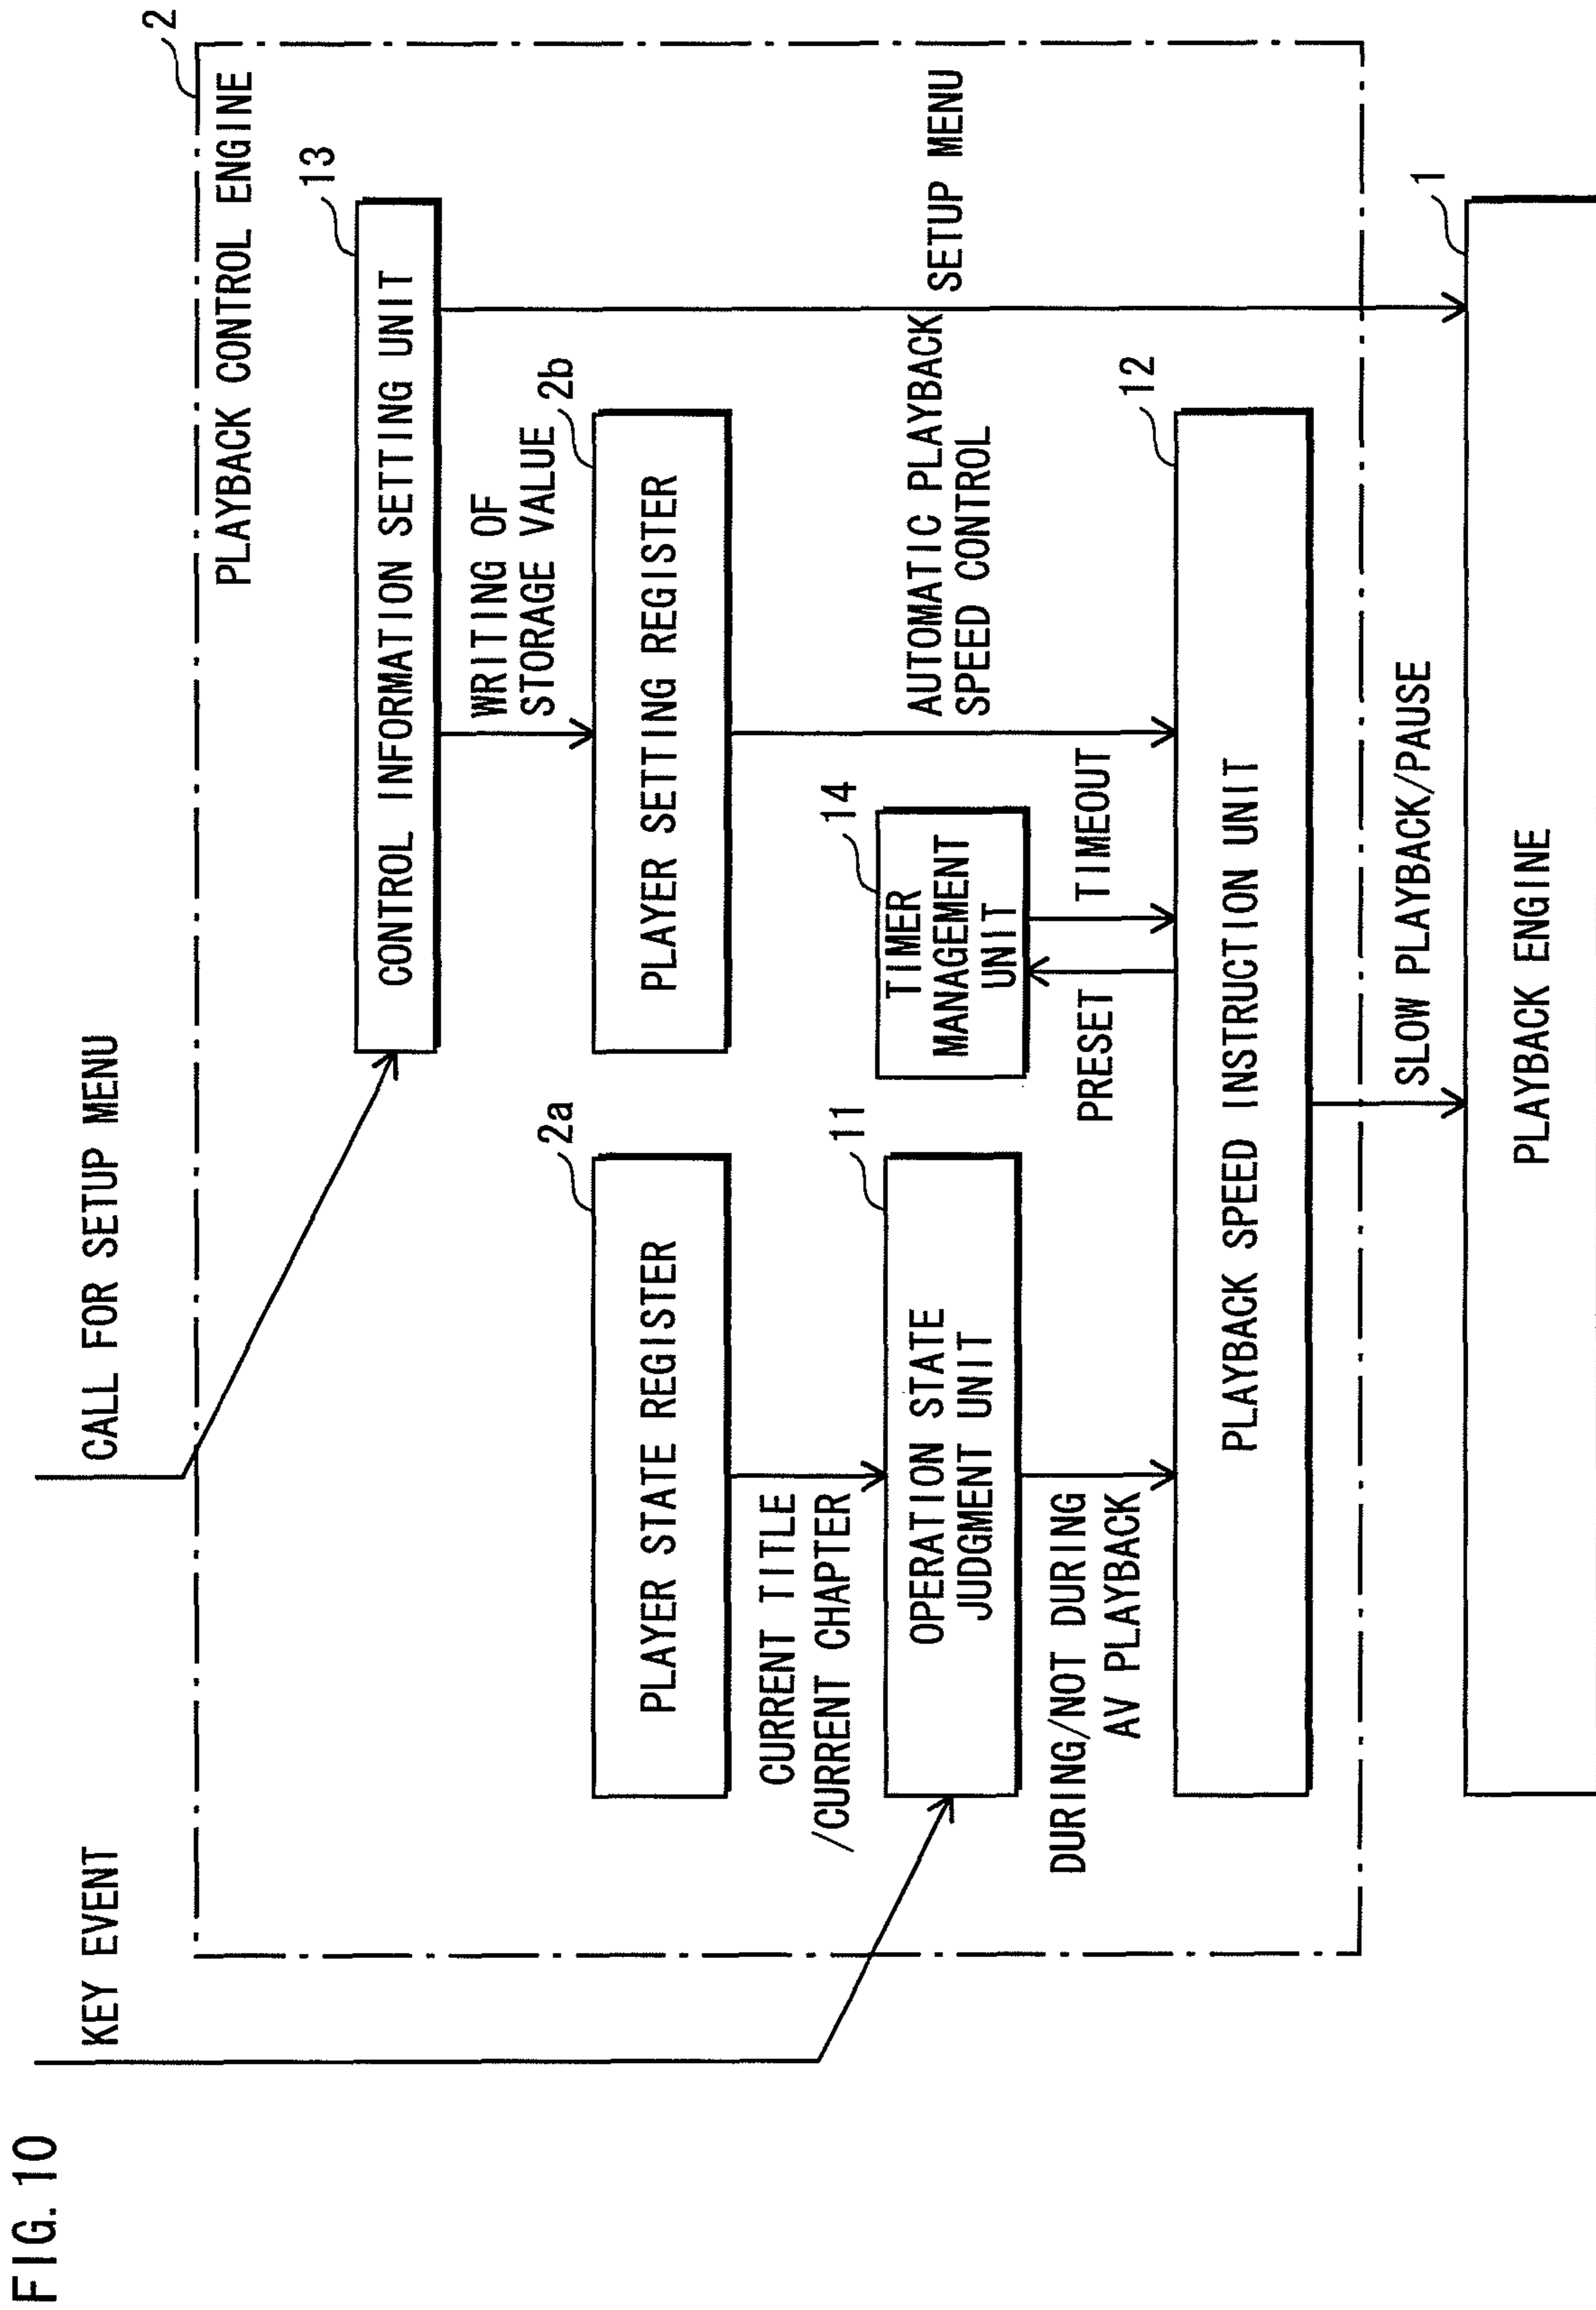 FIG. 10
KEY EVENT
CALL FOR SETUP MENU
2
PLAYBACK CONTROL ENGINE
13
CONTROL INFORMATION SETTING UNIT
WRITING OF
STORAGE VALUE
2a
PLAYER STATE REGISTER
2b
PLAYER SETTING REGISTER
CURRENT TITLE
/CURRENT CHAPTER
11
OPERATION STATE
JUDGMENT UNIT
14
TIMER
MANAGEMENT
UNIT
AUTOMATIC PLAYBACK
SPEED CONTROL
SETUP MENU
DURING/NOT DURING
AV PLAYBACK
PRESET
TIMEOUT
12
PLAYBACK SPEED INSTRUCTION UNIT
SLOW PLAYBACK/PAUSE
1
PLAYBACK ENGINE